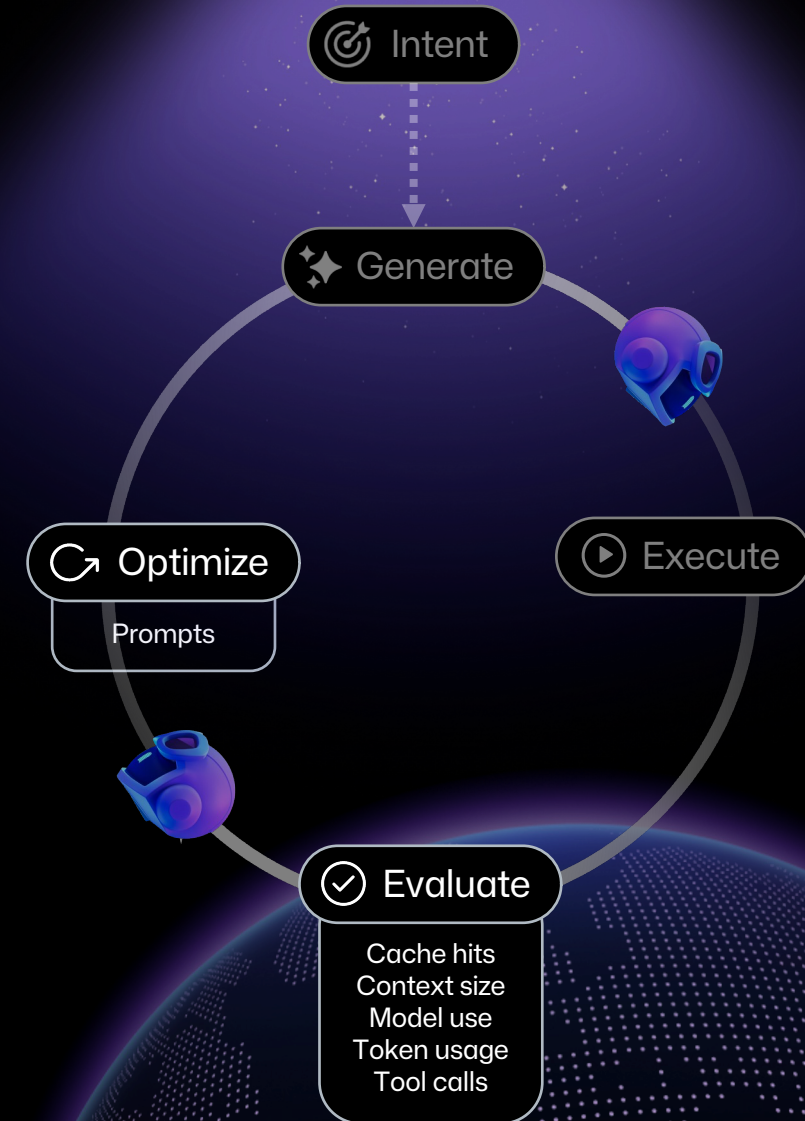 Intent
Generate
Optimize
Execute
Prompts
Evaluate
Cache hits
Context size
Model use
Token usage
Tool calls